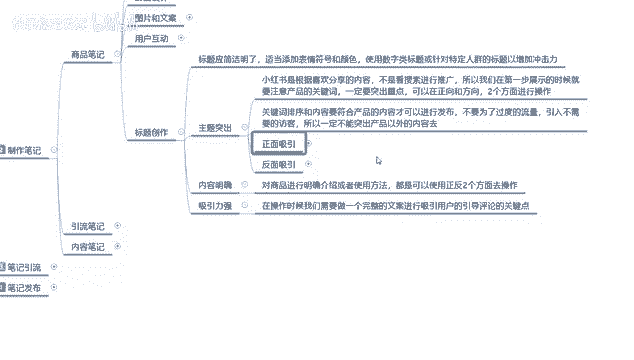 图片和文案
用户互动
商品笔记
标题应简洁明了，适当添加表情符号和颜色，使用数字类标题或针对特定人群的标题以增加冲击力
小红书是根据喜欢分享的内容，不是看搜素进行推广，所以我们在第一步展示的时候就
要注意产品的关键词，一定要突出重点，可以在正向和方向，2个方面进行操作
关键词排序和内容要符合产品的内容才可以进行发布，不要为了过度的流量，引入不需
要的访客，所以一定不能突出产品以外的内容去
标题创作
主题突出
正面吸引
反面吸引
制作笔记
内容明确
对商品进行明确介绍或者使用方法，都是可以使用正反2个方面去操作
吸引力强
在操作时候我们需要做一个完整的文案进行吸引用户的引导评论的关键点
引流笔记
内容笔记
笔记引流
笔记发布